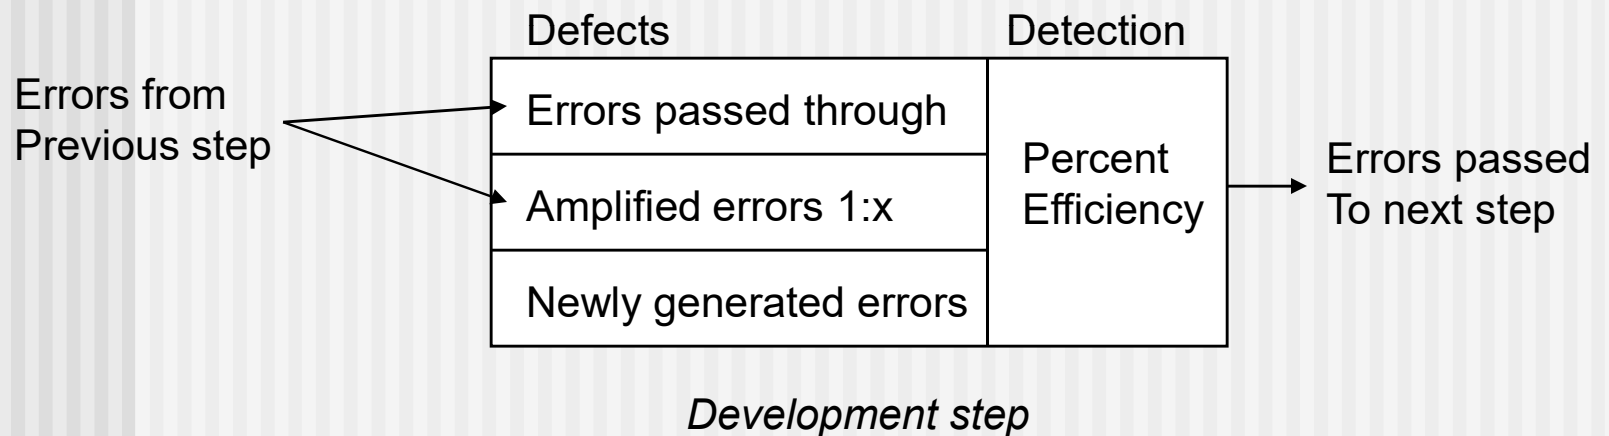 Defects
Detection
Errors from
Previous step
Errors passed through
Amplified errors 1:x
Newly generated errors
Percent
Efficiency
Errors passed
To next step
Development step